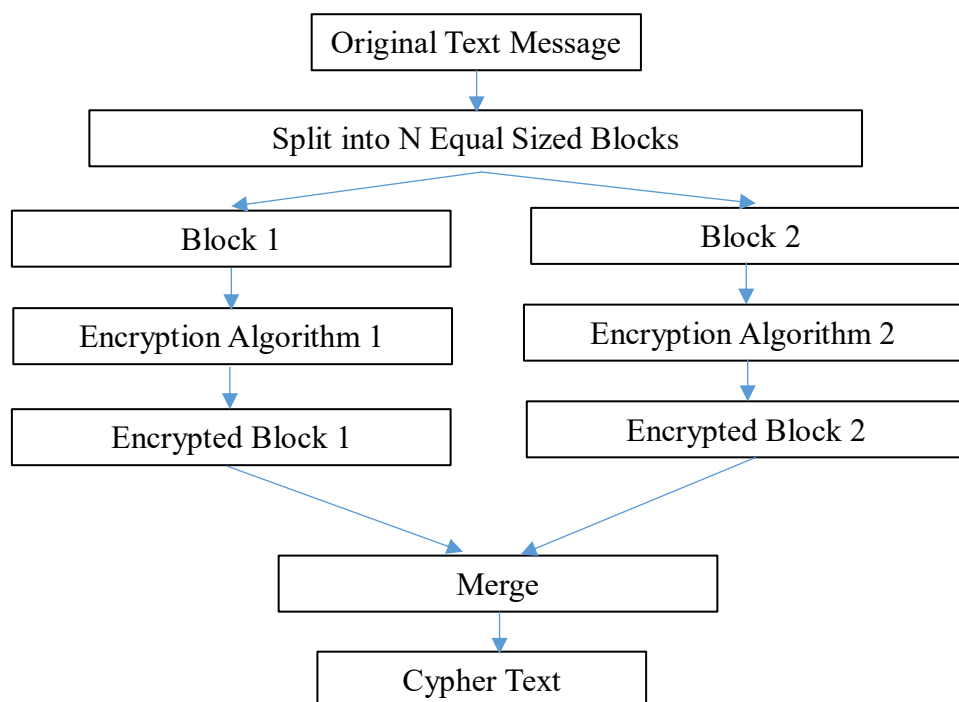 Original Text Message
Split into N Equal Sized Blocks
Block 1
Block 2
Encryption Algorithm 1
Encryption Algorithm 2
Encrypted Block 1
Encrypted Block 2
Merge
Cypher Text